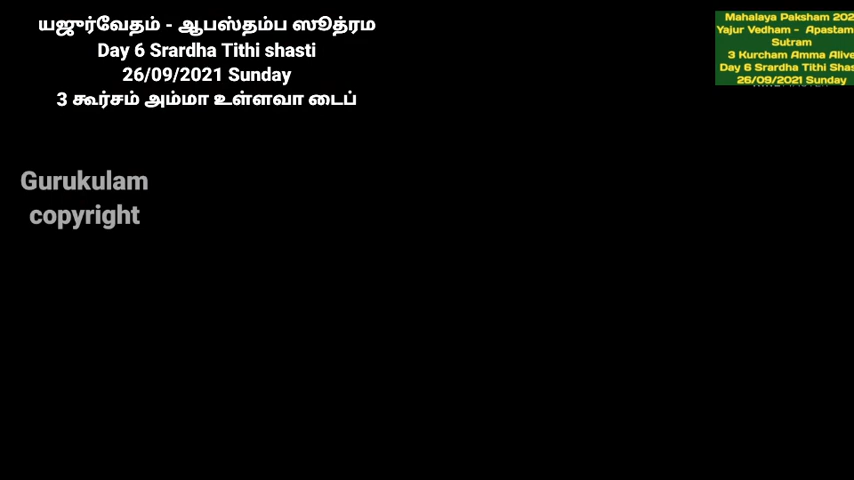 யஜுர்வேதம் - ஆபஸ்தம்ப ஸூத்ரம
Day 6 Srardha Tithi shasti
26/09/2021 Sunday
3 கூர்சம் அம்மா உள்ளவா டைப்
Gurukulam
copyright
Mahalaya Paksham 202
Yajur Vedham - Apastam
Sutram
3 Kurcham Amma Alive
Day 6 Srardha Tithi Shas
26/09/2021 Sunday